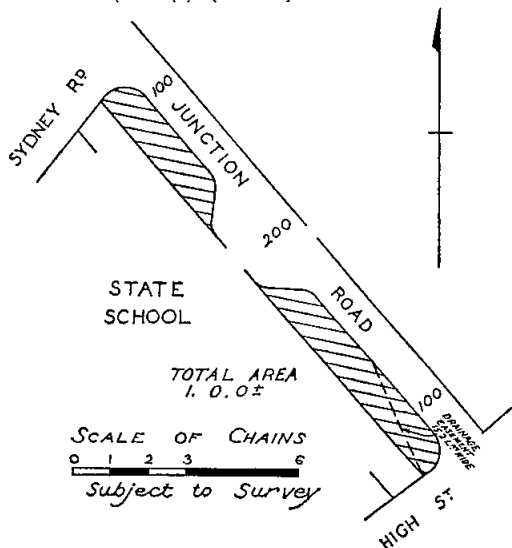 SYDNEY RD
100
JUNCTION
200
ROAD
100
STATE
SCHOOL
TOTAL AREA
1. 0. 0±
DRAINAGE
EASEMENT
SCALE OF CHAINS
0 1 2 3 6
Subject to Survey
HIGH ST.